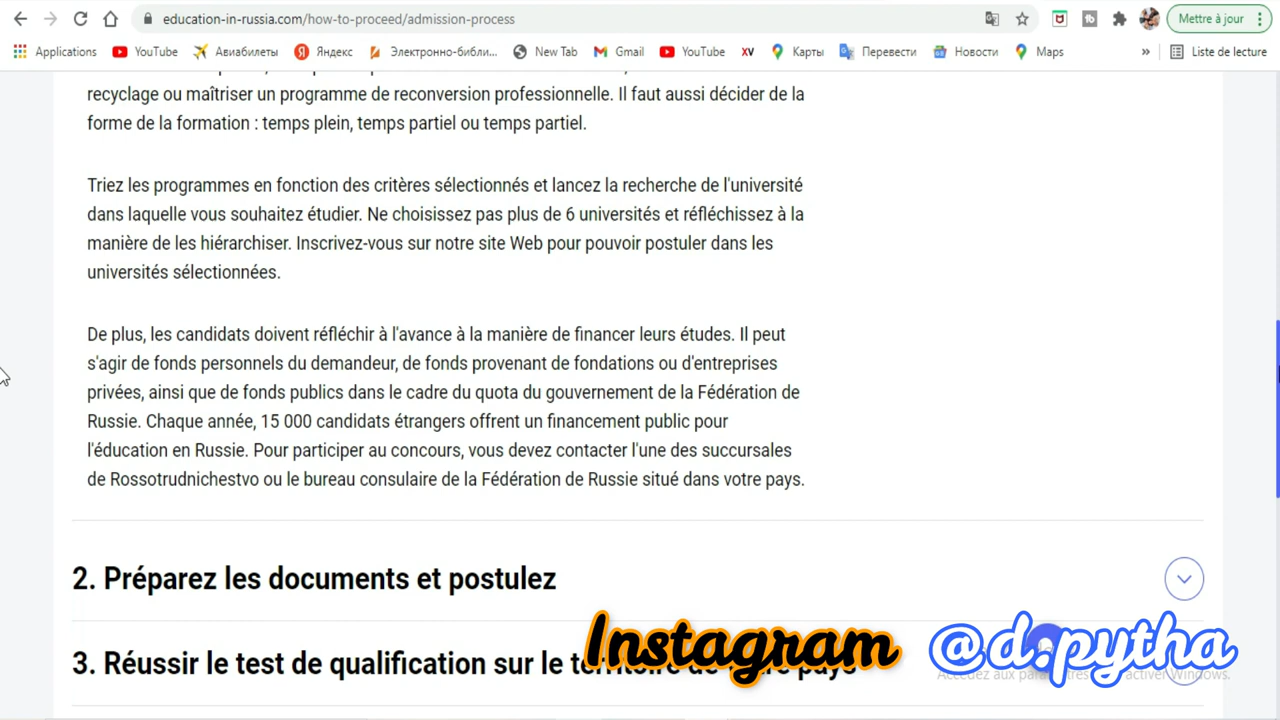 education-in-russia.com/how-to-proceed/admission-process
Mettre à jour
Applications
YouTube
Авиабилеты
Яндекс
Электронно-библи...
New Tab
Gmail
YouTube
XV
Карты
Перевести
Новости
Maps
»
Liste de lecture
recyclage ou maîtriser un programme de reconversion professionnelle. Il faut aussi décider de la
forme de la formation : temps plein, temps partiel ou temps partiel.
Triez les programmes en fonction des critères sélectionnés et lancez la recherche de l'université
dans laquelle vous souhaitez étudier. Ne choisissez pas plus de 6 universités et réfléchissez à la
manière de les hiérarchiser. Inscrivez-vous sur notre site Web pour pouvoir postuler dans les
universités sélectionnées.
De plus, les candidats doivent réfléchir à l'avance à la manière de financer leurs études. Il peut
s'agir de fonds personnels du demandeur, de fonds provenant de fondations ou d'entreprises
privées, ainsi que de fonds publics dans le cadre du quota du gouvernement de la Fédération de
Russie. Chaque année, 15 000 candidats étrangers offrent un financement public pour
l'éducation en Russie. Pour participer au concours, vous devez contacter l'une des succursales
de Rossotrudnichestvo ou le bureau consulaire de la Fédération de Russie situé dans votre pays.
2. Préparez les documents et postulez
3. Réussir le test de qualification sur le territoire de pays
Instagram @d.pytha
Accédez aux paramètres activer Windows.